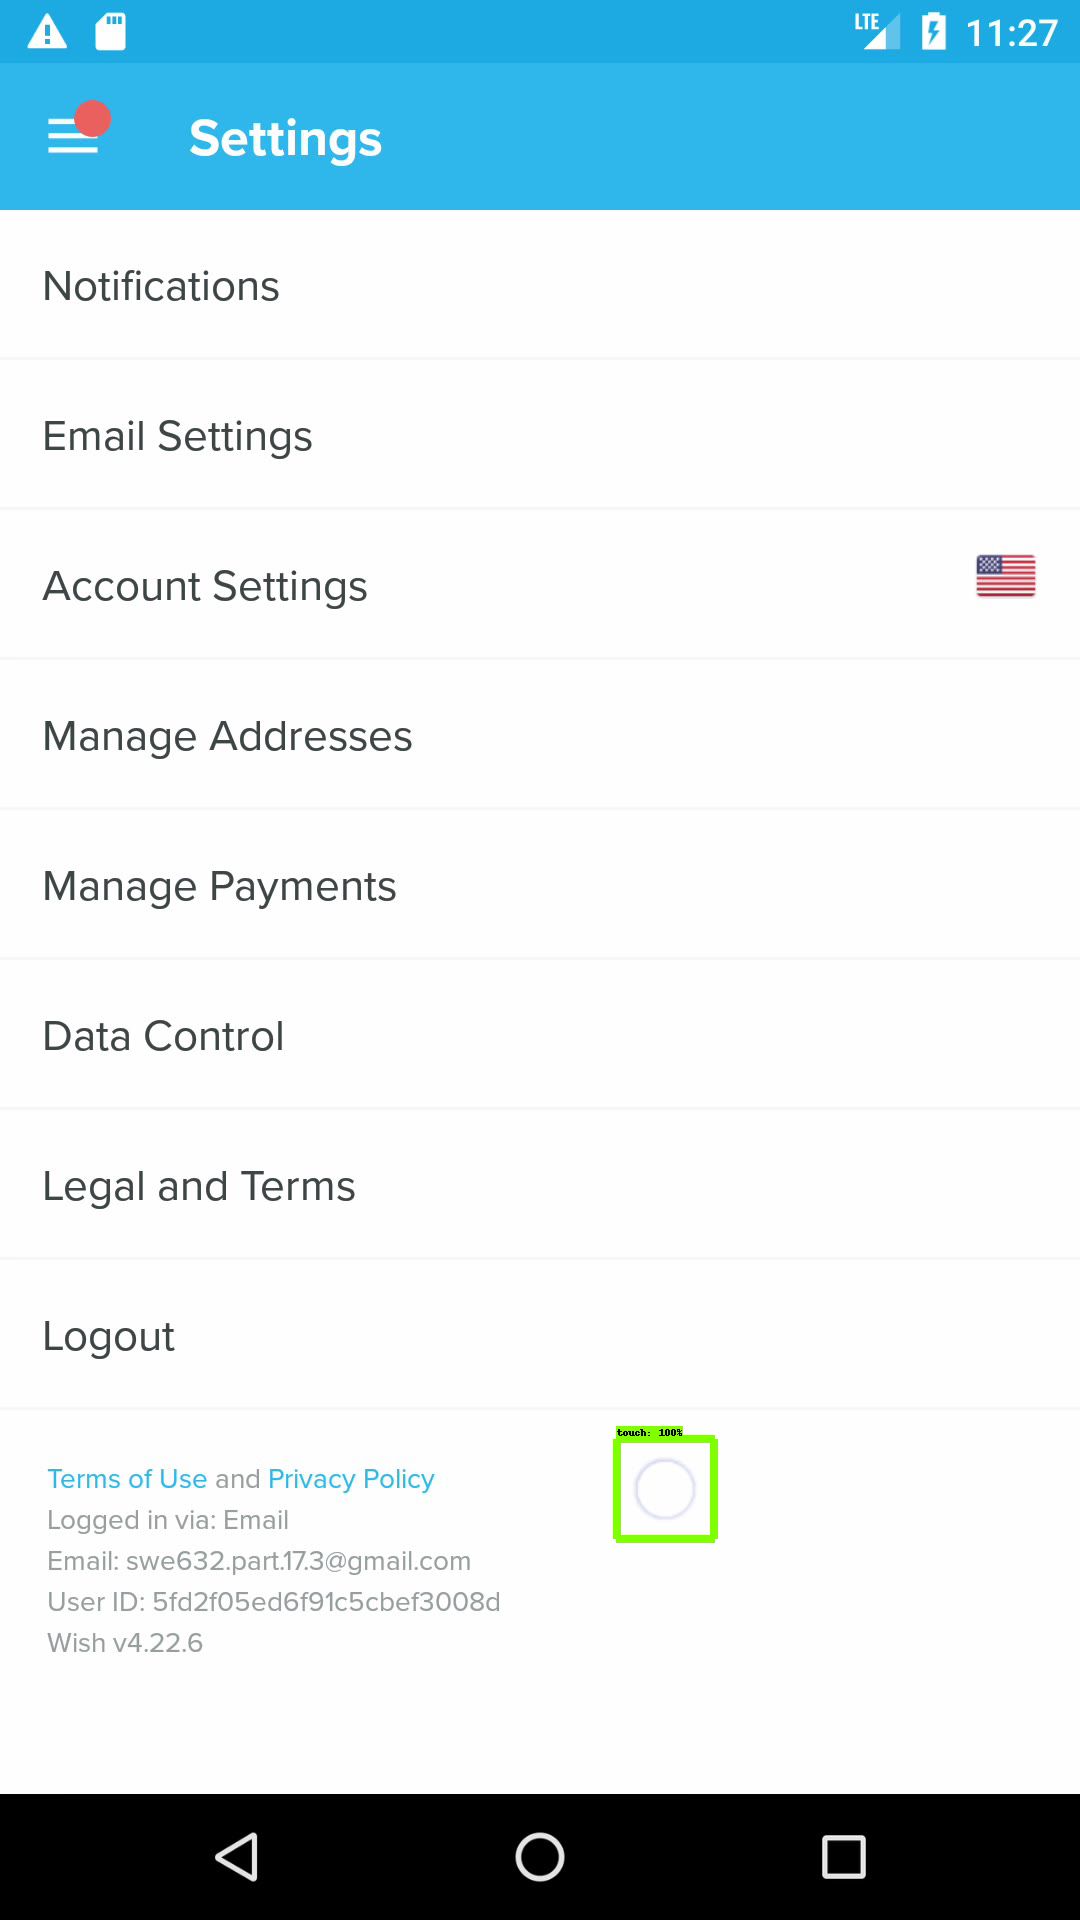 LTE 11:27
Settings
Notifications
Email Settings
Account Settings
Manage Addresses
Manage Payments
Data Control
Legal and Terms
Logout
touch: 100%
Terms of Use and Privacy Policy
Logged in via: Email
Email: swe632.part.17.3@gmail.com
User ID: 5fd2f05ed6f91c5cbef3008d
Wish v4.22.6